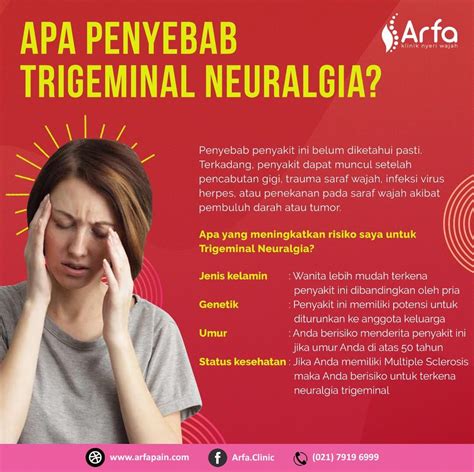 APA PENYEBAB
TRIGEMINAL NEURALGIA?
Arfa
klinik nyeri wajah
Penyebab penyakit ini belum diketahui pasti.
Terkadang, penyakit dapat muncul setelah
pencabutan gigi, trauma saraf wajah, infeksi virus
herpes, atau penekanan pada saraf wajah akibat
pembuluh darah atau tumor.
Apa yang meningkatkan risiko saya untuk
Trigeminal Neuralgia?
Jenis kelamin : Wanita lebih mudah terkena
penyakit ini dibandingkan oleh pria
Genetik : Penyakit ini memiliki potensi untuk
diturunkan ke anggota keluarga
Umur : Anda berisiko menderita penyakit ini
jika umur Anda di atas 50 tahun
Status kesehatan : Jika Anda memiliki Multiple Sclerosis
maka Anda berisiko untuk terkena
neuralgia trigeminal
www.arfapain.com Arfa.Clinic (021) 7919 6999